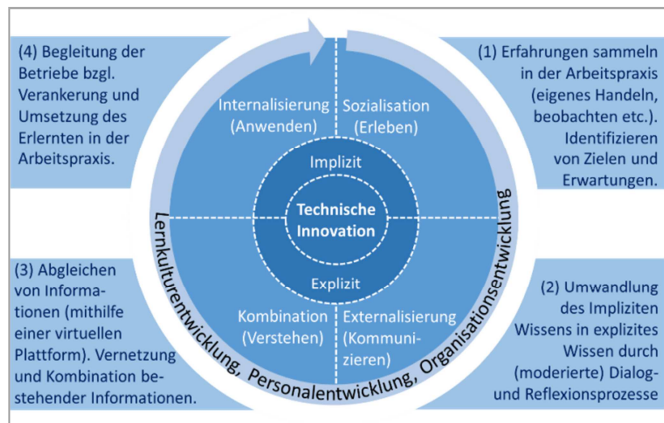 (4) Begleitung der
Betriebe bzgl.
Verankerung und
Umsetzung des
Erlernten in der
Arbeitspraxis.
(1) Erfahrungen sammeln
in der Arbeitspraxis
(eigenes Handeln,
beobachten etc.).
Identifizieren
von Zielen und
Erwartungen.
Internalisierung
(Anwenden)
Sozialisation
(Erleben)
Implizit
Technische
Innovation
Explizit
Kombination
(Verstehen)
Externalisierung
(Kommuni-
zieren)
Lernkulturentwicklung, Personalentwicklung, Organisationsentwicklung
(3) Abgleichen
von Informa-
tionen (mithilfe
einer virtuellen
Plattform). Vernetzung
und Kombination be-
stehender Informationen.
(2) Umwandlung
des Impliziten
Wissens in explizites
Wissen durch
(moderierte) Dialog-
und Reflexionsprozesse